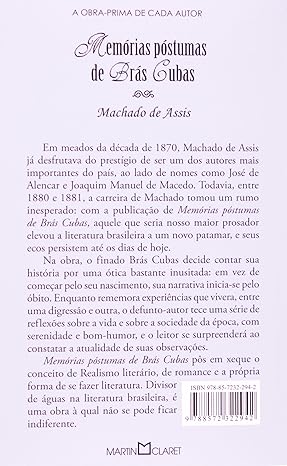 A OBRA-PRIMA DE CADA AUTOR
Memórias póstumas
de Brás Cubas
Machado de Assis
Em meados da década de 1870, Machado de Assis
já desfrutava do prestígio de ser um dos autores mais
importantes do país, ao lado de nomes como José de
Alencar e Joaquim Manuel de Macedo. Todavia, entre
1880 e 1881, a carreira de Machado tomou um rumo
inesperado: com a publicação de Memórias póstumas
de Brás Cubas, aquele que seria nosso maior prosador
elevou a literatura brasileira a um novo patamar, e seus
ecos persistem até os dias de hoje.
Na obra, o finado Brás Cubas decide contar sua
história por uma ótica bastante inusitada: em vez de
começar pelo seu nascimento, sua narrativa inicia-se pelo
óbito. Enquanto rememora experiências que vivera, entre
uma digressão e outra, o defunto-autor tece uma série de
reflexões sobre a vida e sobre a sociedade da época, com
serenidade e bom-humor, e o leitor se surpreenderá ao
constatar a atualidade de suas observações.
Memórias póstumas de Brás Cubas pôs em xeque o
conceito de Realismo literário, de romance e a própria
forma de se fazer literatura. Divisor
de águas na literatura brasileira, é
uma obra à qual não se pode ficar
indiferente.
ISBN 978-85-7232-294-2
9 788572 322942
MARTIN CLARET